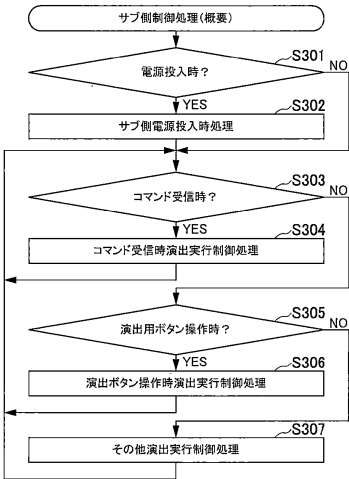 サブ側制御処理(概要)
S301
電源投入時?
NO
YES
S302
サブ側電源投入時処理
S303
コマンド受信時?
NO
YES
S304
コマンド受信時演出実行制御処理
S305
演出用ボタン操作時?
NO
YES
S306
演出ボタン操作時演出実行制御処理
S307
その他演出実行制御処理